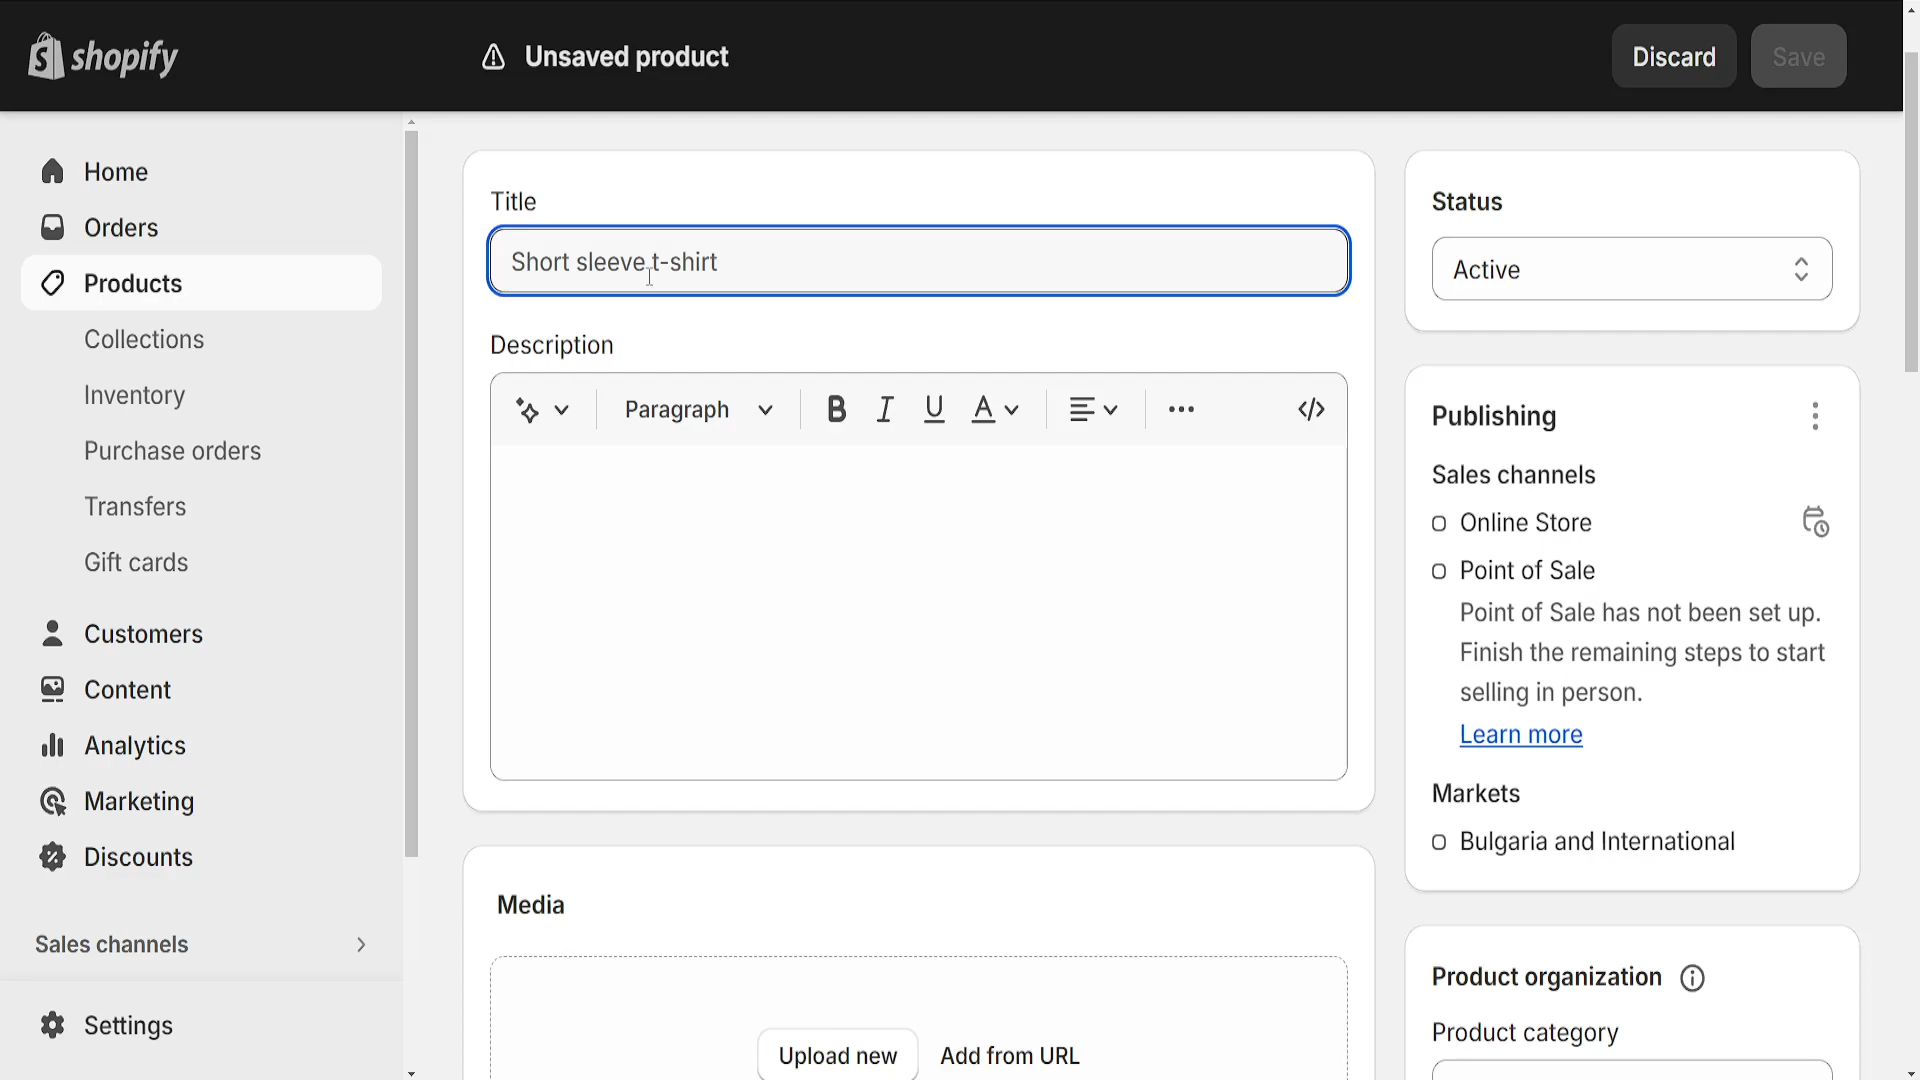 shopify
Unsaved product
Discard
Save
Home
Orders
Products
Collections
Inventory
Purchase orders
Transfers
Gift cards
Customers
Content
Analytics
Marketing
Discounts
Sales channels
Settings
Title
Short sleeve t-shirt
Description
Paragraph
B I U A
Media
Upload new
Add from URL
Status
Active
Publishing
Sales channels
Online Store
Point of Sale
Point of Sale has not been set up.
Finish the remaining steps to start
selling in person.
Learn more
Markets
Bulgaria and International
Product organization
Product category